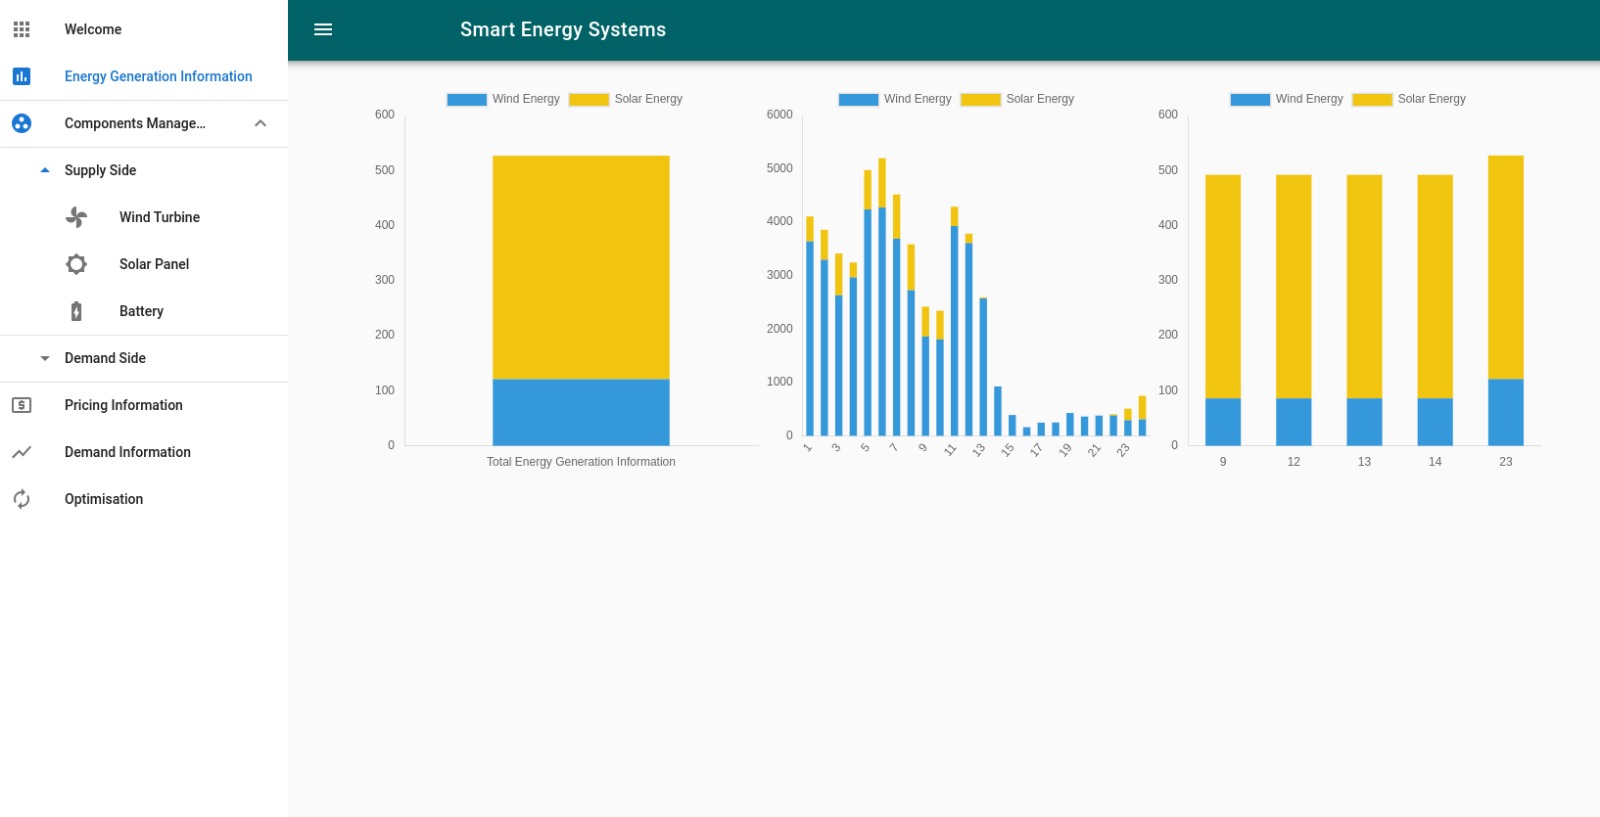 Welcome
Energy Generation Information
Components Manage...
Supply Side
Wind Turbine
Solar Panel
Battery
Demand Side
Pricing Information
Demand Information
Optimisation
Smart Energy Systems
Wind Energy Solar Energy
600
500
400
300
200
100
0
Total Energy Generation Information
Wind Energy Solar Energy
6000
5000
4000
3000
2000
1000
0
1 3 5 7 9 11 13 15 17 19 21 23
Wind Energy Solar Energy
600
500
400
300
200
100
0
9 12 13 14 23